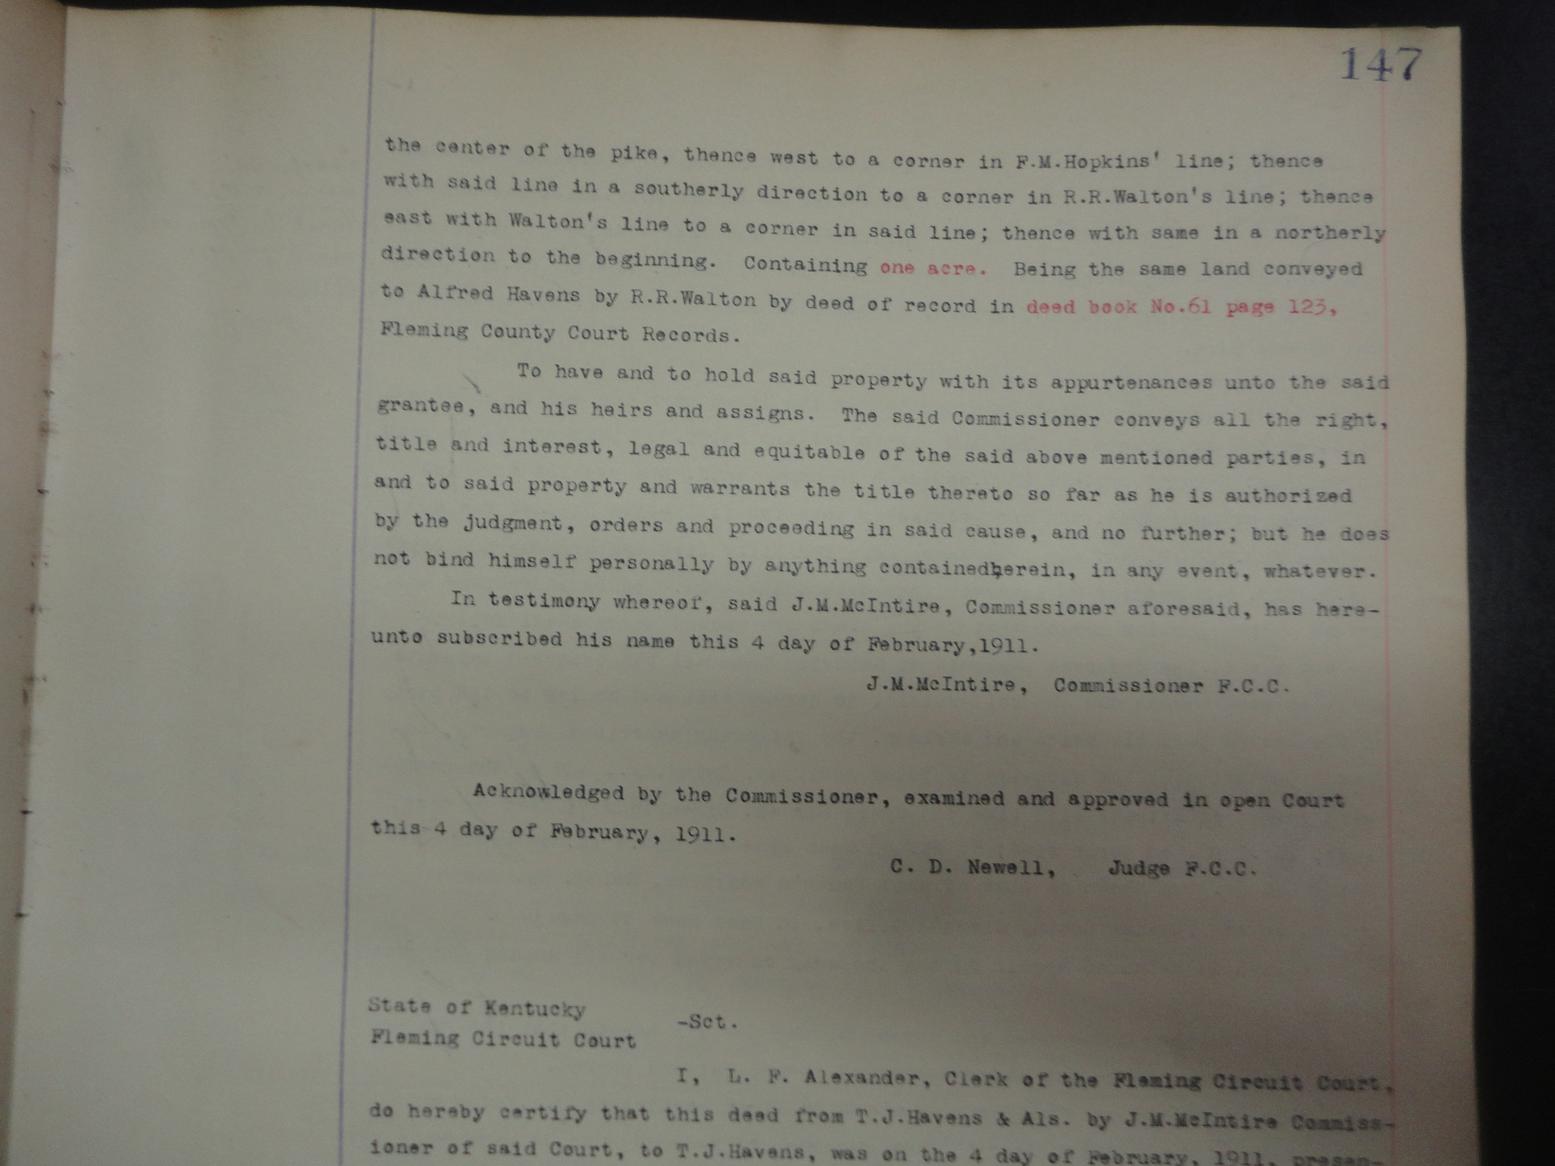 147
the center of the pike, thence west to a corner in F.M.Hopkins' line; thence
with said line in a southerly direction to a corner in R.R.Walton's line; thence
east with Walton's line to a corner in said line; thence with same in a northerly
direction to the beginning. Containing one acre. Being the same land conveyed
to Alfred Havens by R.R.Walton by deed of record in deed book No.61 page 123,
Fleming County Court Records.
To have and to hold said property with its appurtenances unto the said
grantee, and his heirs and assigns. The said Commissioner conveys all the right,
title and interest, legal and equitable of the said above mentioned parties, in
and to said property and warrants the title thereto so far as he is authorized
by the judgment, orders and proceeding in said cause, and no further; but he does
not bind himself personally by anything containedherein, in any event, whatever.
In testimony whereof, said J.M.McIntire, Commissioner aforesaid, has here-
unto subscribed his name this 4 day of February,1911.
J.M.McIntire, Commissioner F.C.C.
Acknowledged by the Commissioner, examined and approved in open Court
this 4 day of February, 1911.
C. D. Newell, Judge F.C.C.
State of Kentucky
-Sct.
Fleming Circuit Court
I, L. F. Alexander, Clerk of the Fleming Circuit Court,
do hereby certify that this deed from T.J.Havens & Als. by J.M.McIntire Commiss-
ioner of said Court, to T.J.Havens, was on the 4 day of February, 1911, presen-